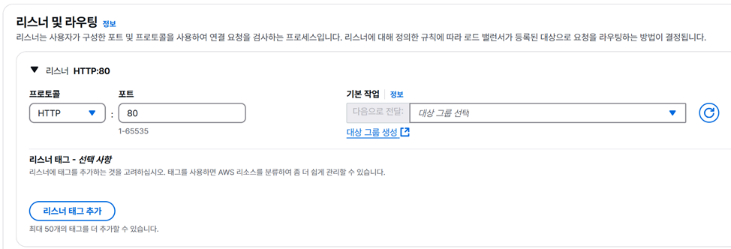 리스너 및 라우팅 정보
리스너는 사용자가 구성한 포트 및 프로토콜을 사용하여 연결 요청을 검사하는 프로세스입니다. 리스너에 대해 정의한 규칙에 따라 로드 밸런서가 등록된 대상으로 요청을 라우팅하는 방법이 결정됩니다.
리스너 HTTP:80
프로토콜 포트 기본 작업 정보
HTTP : 80 다음으로 전달: 대상 그룹 선택
1-65535 대상 그룹 생성
리스너 태그 - 선택 사항
리스너에 태그를 추가하는 것을 고려하십시오. 태그를 사용하면 AWS 리소스를 분류하여 좀 더 쉽게 관리할 수 있습니다.
리스너 태그 추가
최대 50개의 태그를 더 추가할 수 있습니다.